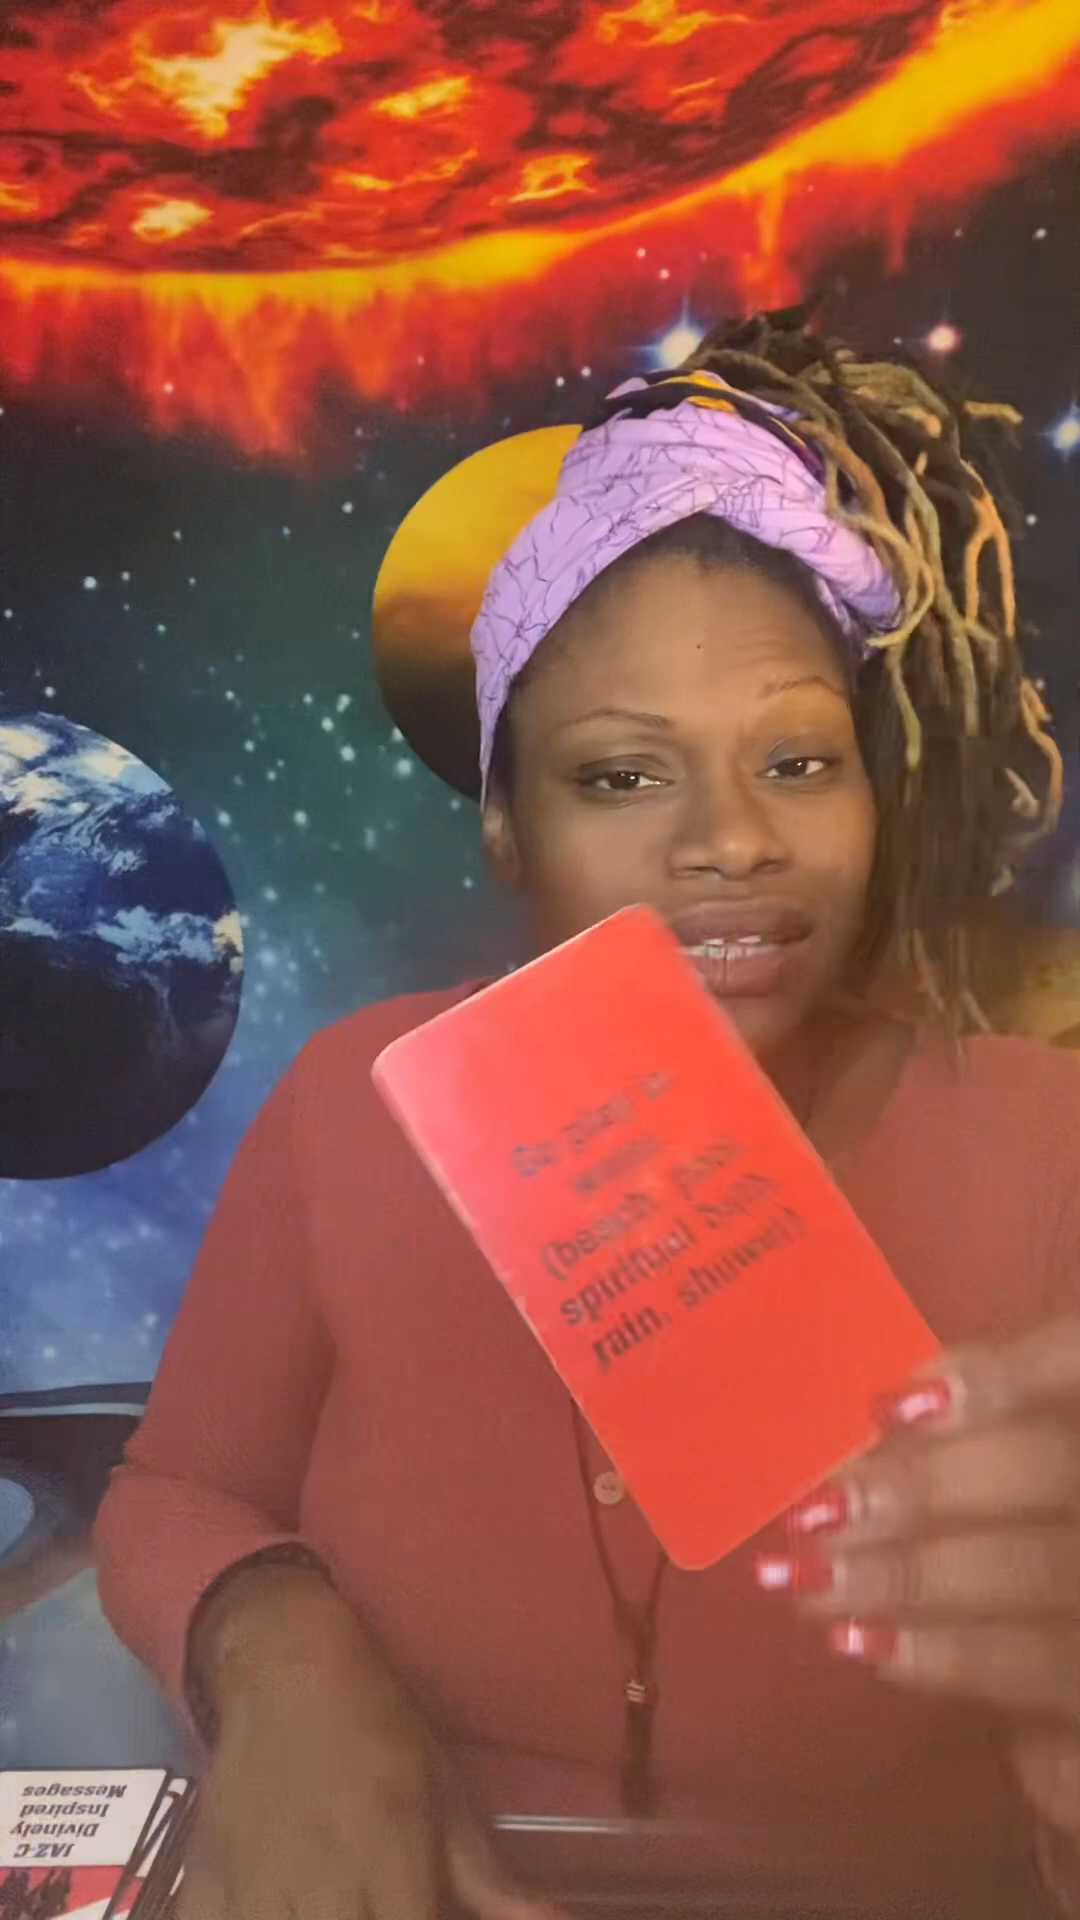 Go play in
water
(beach, pool,
spiritual bath,
rain, shower)
JAZ-C
Divinely
Inspired
Messages